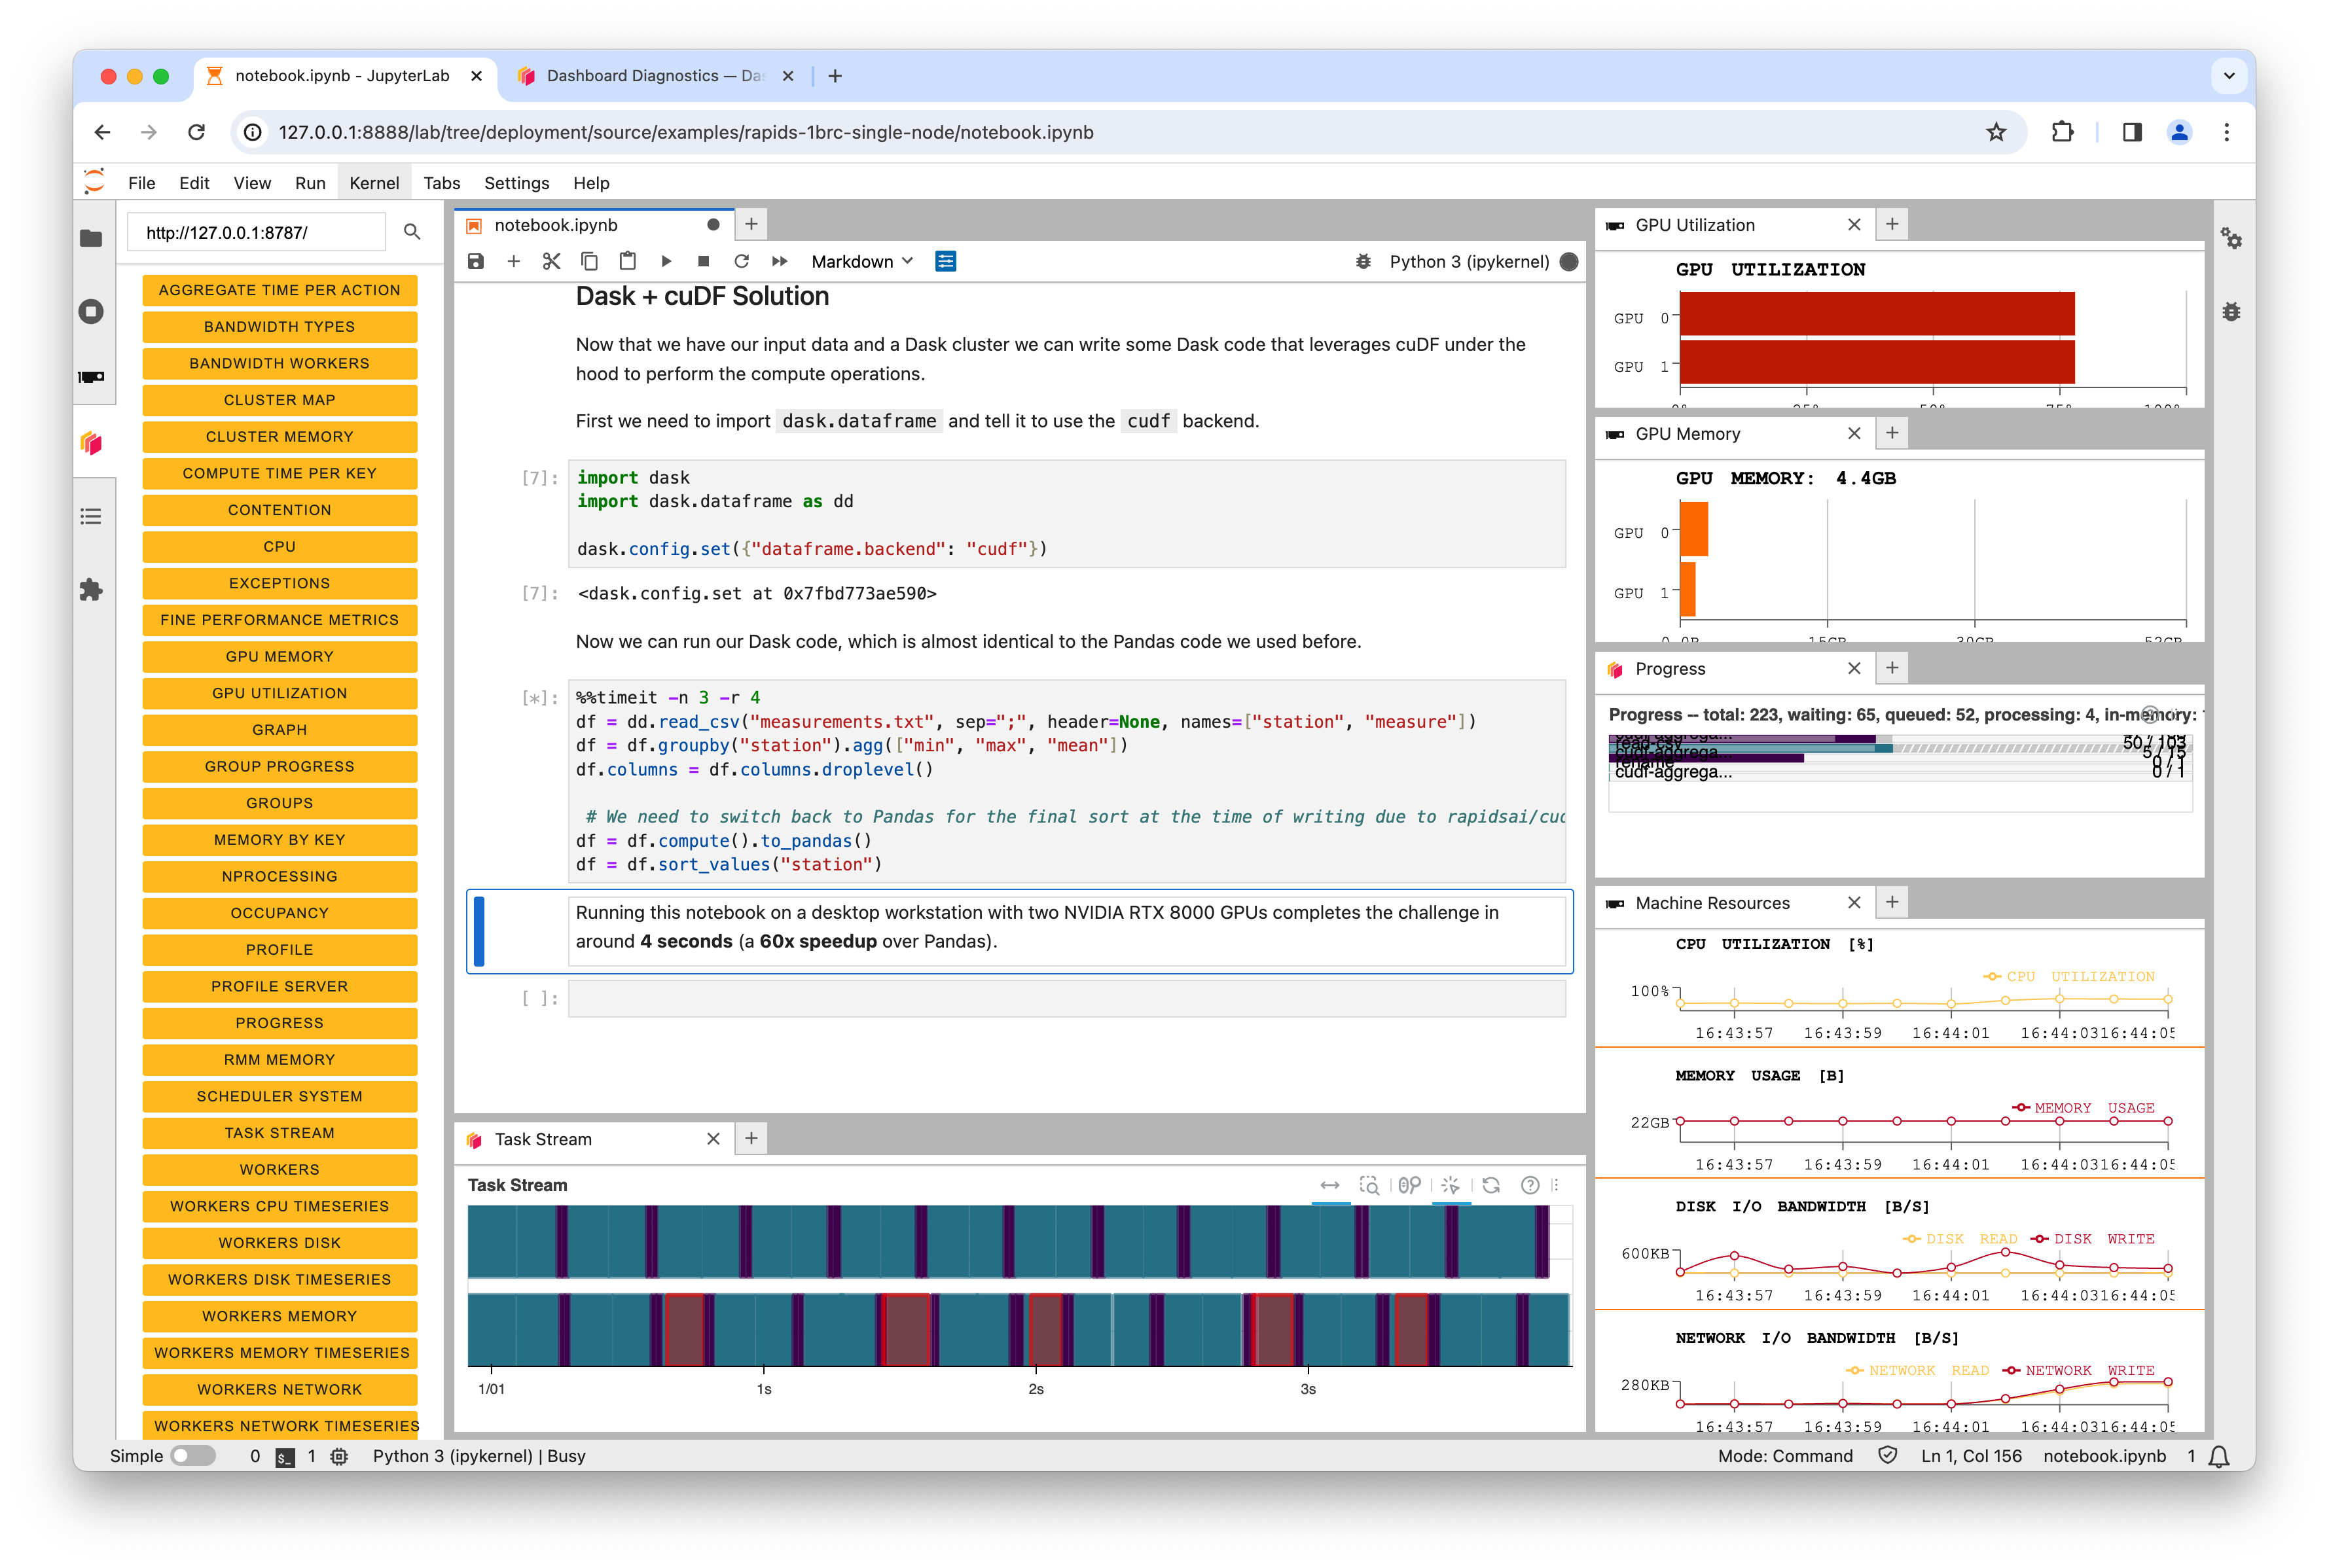 notebook.ipynb - JupyterLab
Dashboard Diagnostics — Da
127.0.0.1:8888/lab/tree/deployment/source/examples/rapids-1brc-single-node/notebook.ipynb
File Edit View Run Kernel Tabs Settings Help
http://127.0.0.1:8787/
AGGREGATE TIME PER ACTION
BANDWIDTH TYPES
BANDWIDTH WORKERS
CLUSTER MAP
CLUSTER MEMORY
COMPUTE TIME PER KEY
CONTENTION
CPU
EXCEPTIONS
FINE PERFORMANCE METRICS
GPU MEMORY
GPU UTILIZATION
GRAPH
GROUP PROGRESS
GROUPS
MEMORY BY KEY
NPROCESSING
OCCUPANCY
PROFILE
PROFILE SERVER
PROGRESS
RMM MEMORY
SCHEDULER SYSTEM
TASK STREAM
WORKERS
WORKERS CPU TIMESERIES
WORKERS DISK
WORKERS DISK TIMESERIES
WORKERS MEMORY
WORKERS MEMORY TIMESERIES
WORKERS NETWORK
WORKERS NETWORK TIMESERIES
notebook.ipynb
Markdown
Python 3 (ipykernel)
Dask + cuDF Solution
Now that we have our input data and a Dask cluster we can write some Dask code that leverages cuDF under the
hood to perform the compute operations.
First we need to import dask.dataframe and tell it to use the cudf backend.
[7]: import dask
import dask.dataframe as dd
dask.config.set({"dataframe.backend": "cudf"})
[7]: <dask.config.set at 0x7fbd773ae590>
Now we can run our Dask code, which is almost identical to the Pandas code we used before.
[*]: %%timeit -n 3 -r 4
df = dd.read_csv("measurements.txt", sep=";", header=None, names=["station", "measure"])
df = df.groupby("station").agg(["min", "max", "mean"])
df.columns = df.columns.droplevel()
# We need to switch back to Pandas for the final sort at the time of writing due to rapidsai/cud
df = df.compute().to_pandas()
df = df.sort_values("station")
Running this notebook on a desktop workstation with two NVIDIA RTX 8000 GPUs completes the challenge in
around 4 seconds (a 60x speedup over Pandas).
[ ]:
Task Stream
Task Stream
1/01 1s 2s 3s
GPU Utilization
GPU UTILIZATION
GPU 0
GPU 1
0% 25% 50% 75% 100%
GPU Memory
GPU MEMORY: 4.4GB
GPU 0
GPU 1
0.0B 15GB 30GB 52GB
Progress
Progress -- total: 223, waiting: 65, queued: 52, processing: 4, in-memory:
read-csv 50 / 103
cudf-aggrega... 5 / 15
rename 0 / 1
cudf-aggrega... 0 / 1
Machine Resources
CPU UTILIZATION [%]
CPU UTILIZATION
100%
16:43:57 16:43:59 16:44:01 16:44:03 16:44:05
MEMORY USAGE [B]
MEMORY USAGE
22GB
16:43:57 16:43:59 16:44:01 16:44:03 16:44:05
DISK I/O BANDWIDTH [B/S]
DISK READ DISK WRITE
600KB
16:43:57 16:43:59 16:44:01 16:44:03 16:44:05
NETWORK I/O BANDWIDTH [B/S]
NETWORK READ NETWORK WRITE
280KB
16:43:57 16:43:59 16:44:01 16:44:03 16:44:05
Simple 0 $_ 1 Python 3 (ipykernel) | Busy
Mode: Command Ln 1, Col 156 notebook.ipynb 1